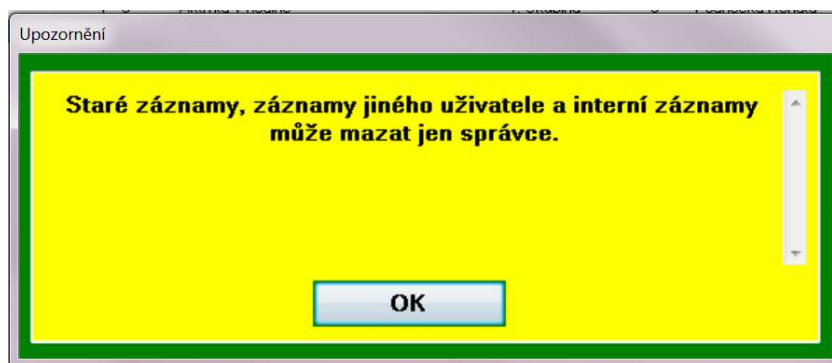 Upozornění
Staré záznamy, záznamy jiného uživatele a interní záznamy
může mazat jen správce.
OK